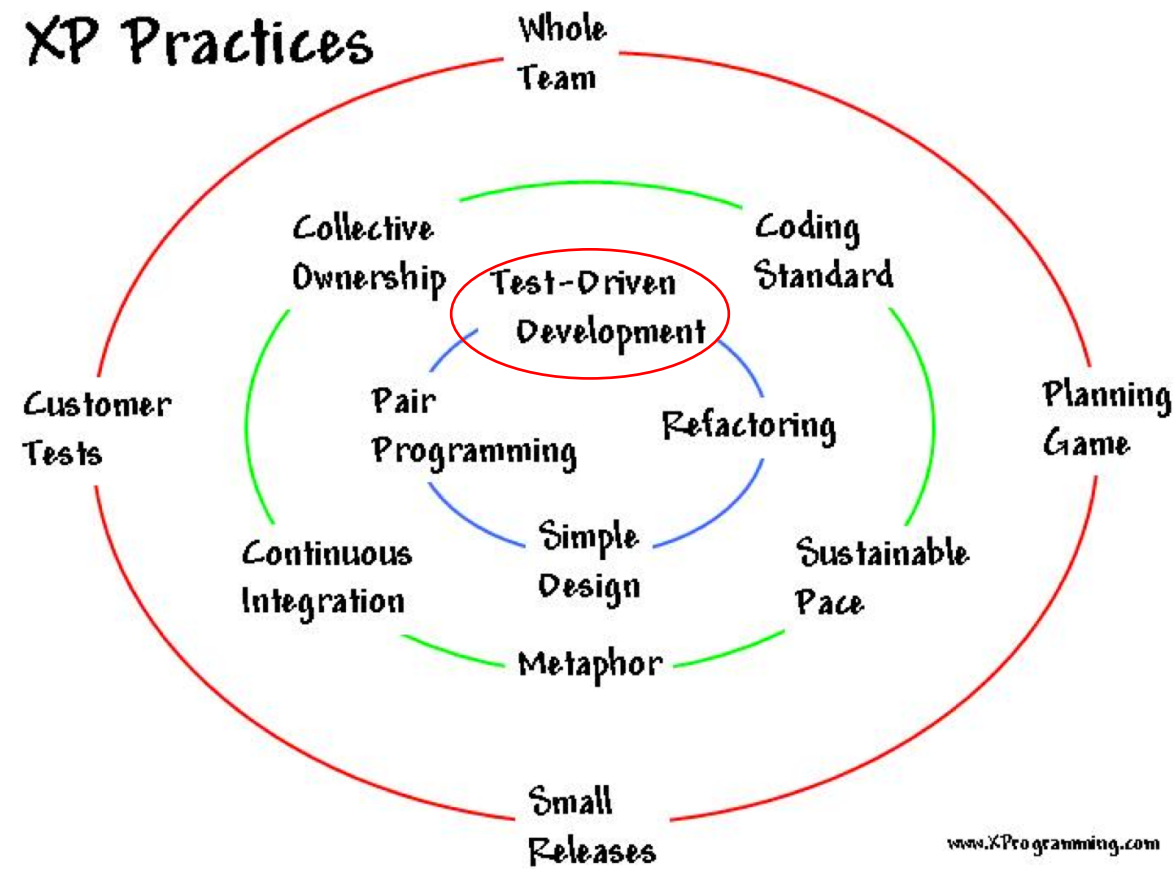 XP Practices
Whole
Team
Collective
Ownership
Coding
Standard
Test-Driven
Development
Customer
Tests
Pair
Programming
Refactoring
Planning
Game
Continuous
Integration
Simple
Design
Sustainable
Pace
Metaphor
Small
Releases
www.XProgramming.com